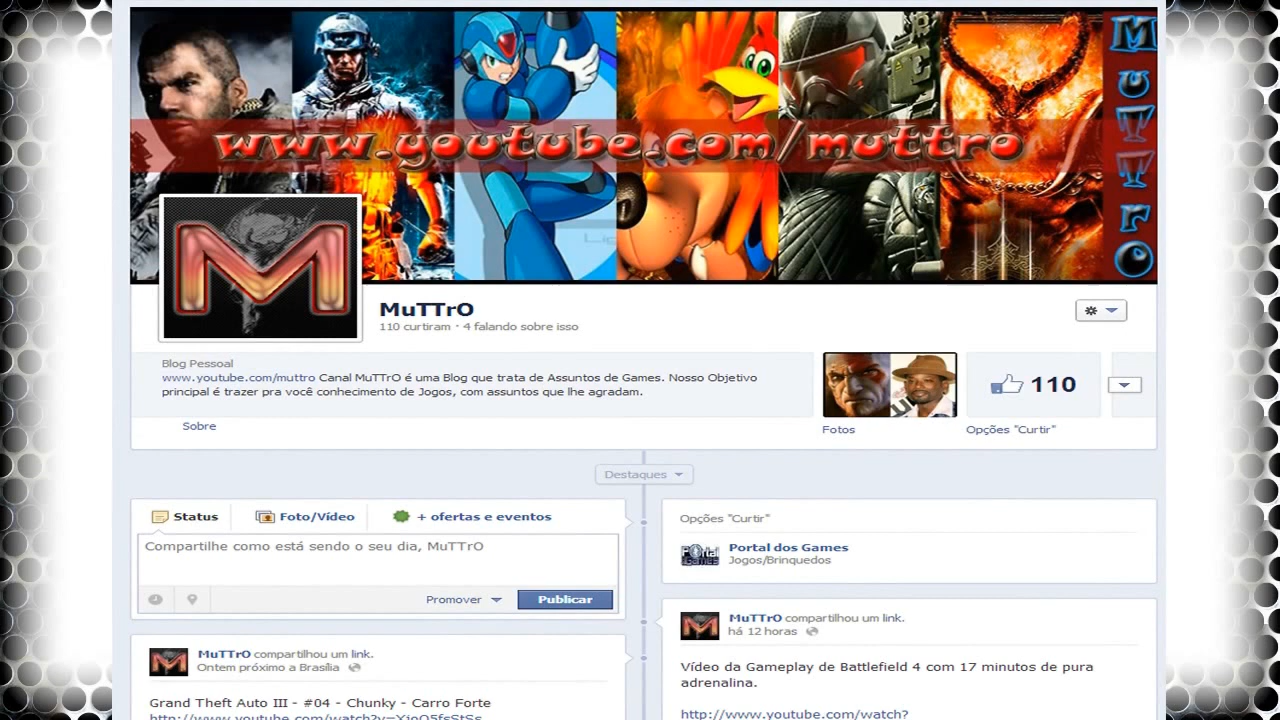 www.youtube.com/muttro
MuTTrO
M
MuTTrO
110 curtiram · 4 falando sobre isso
Blog Pessoal
www.youtube.com/muttro Canal MuTTrO é uma Blog que trata de Assuntos de Games. Nosso Objetivo
principal é trazer pra você conhecimento de Jogos, com assuntos que lhe agradam.
Sobre
110
Fotos
Opções "Curtir"
Destaques
Status
Foto/Vídeo
+ ofertas e eventos
Compartilhe como está sendo o seu dia, MuTTrO
Promover
Publicar
MuTTrO compartilhou um link.
Ontem próximo a Brasília
Grand Theft Auto III - #04 - Chunky - Carro Forte
Opções "Curtir"
Portal dos Games
Jogos/Brinquedos
MuTTrO compartilhou um link.
há 12 horas
Vídeo da Gameplay de Battlefield 4 com 17 minutos de pura
adrenalina.
http://www.youtube.com/watch?